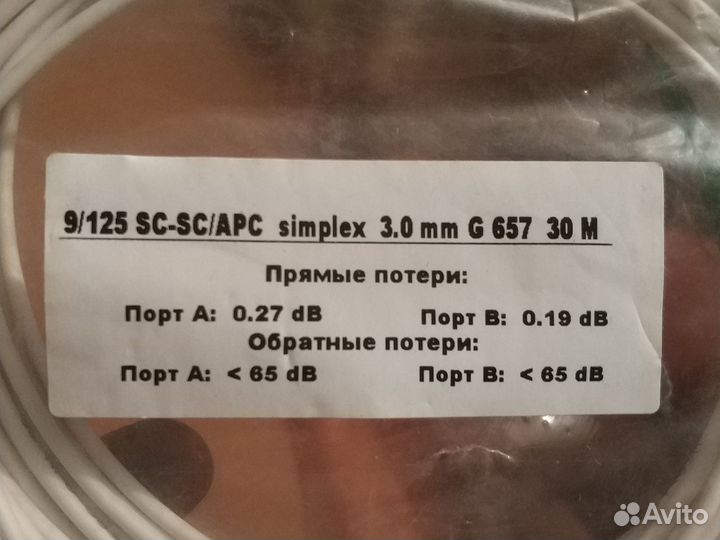 9/125 SC-SC/APC simplex 3.0 mm G 657 30 M
Прямые потери:
Порт A: 0.27 dB Порт B: 0.19 dB
Обратные потери:
Порт A: < 65 dB Порт B: < 65 dB
Avito